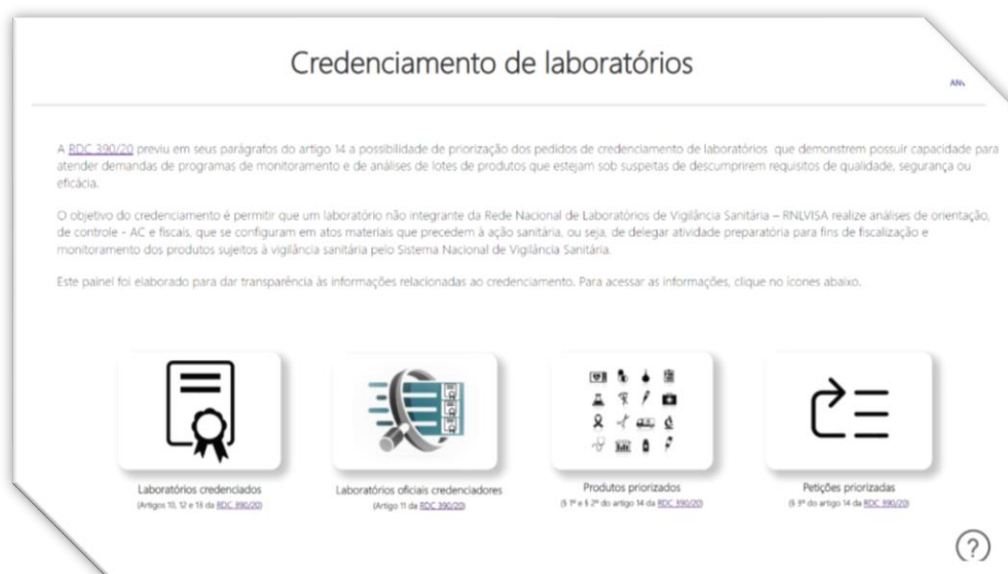 Credenciamento de laboratórios
A RDC 390/20 previu em seus parágrafos do artigo 14 a possibilidade de priorização dos pedidos de credenciamento de laboratórios que demonstrem possuir capacidade para
atender demandas de programas de monitoramento e de análises de lotes de produtos que estejam sob suspeitas de descumprirem requisitos de qualidade, segurança ou
eficácia.
O objetivo do credenciamento é permitir que um laboratório não integrante da Rede Nacional de Laboratórios de Vigilância Sanitária – RNLVISA realize análises de orientação,
de controle - AC e fiscais, que se configuram em atos materiais que precedem à ação sanitária, ou seja, de delegar atividade preparatória para fins de fiscalização e
monitoramento dos produtos sujeitos à vigilância sanitária pelo Sistema Nacional de Vigilância Sanitária.
Este painel foi elaborado para dar transparência às informações relacionadas ao credenciamento. Para acessar as informações, clique no ícones abaixo.
Laboratórios credenciados
(Artigos 10, 12 e 13 da RDC 390/20)
Laboratórios oficiais credenciadores
(Artigo 11 da RDC 390/20)
Produtos priorizados
(§ 1º e § 2º do artigo 14 da RDC 390/20)
Petições priorizadas
(§ 3º do artigo 14 da RDC 390/20)
?